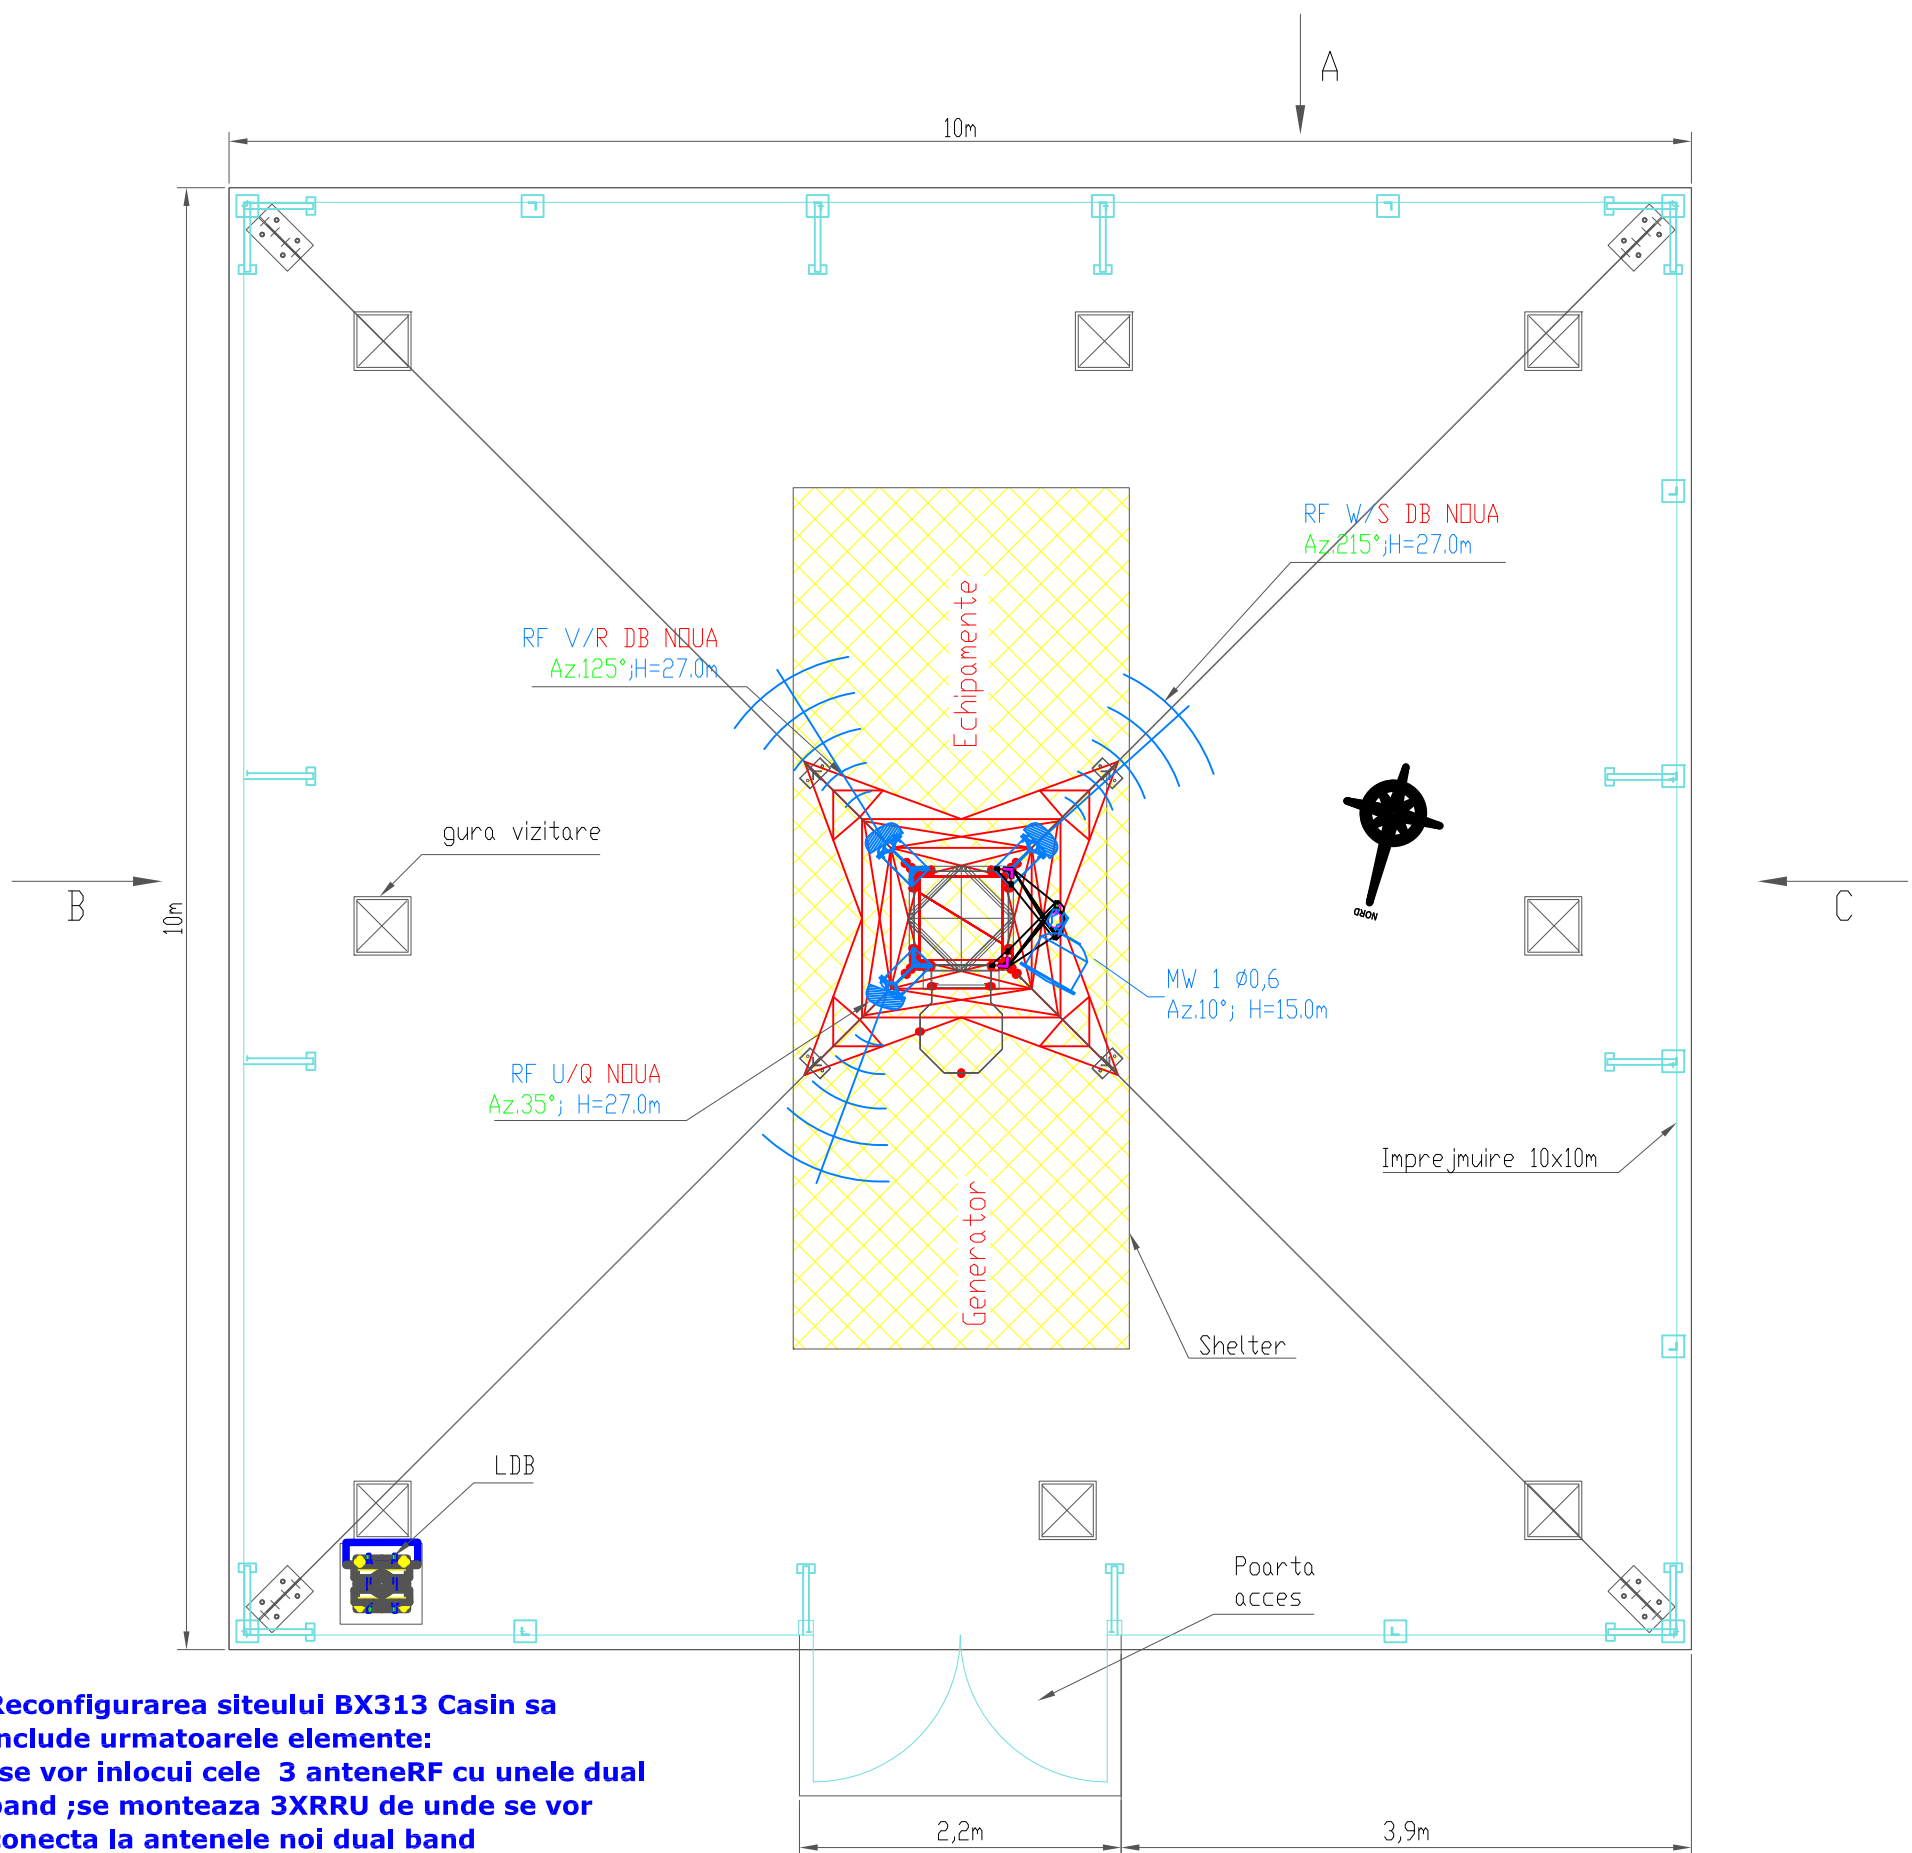 A
10m
RF W/S DB NOUA
Az.215°;H=27.0m
Echipamente
RF V/R DB NOUA
Az.125°;H=27.0m
gura vizitare
B
10m
C
NORD
MW 1 Ø0,6
Az.10°; H=15.0m
RF U/Q NOUA
Az.35°; H=27.0m
Imprejmuire 10x10m
Generator
Shelter
LDB
Poarta
acces
Reconfigurarea siteului BX313 Casin sa
include urmatoarele elemente:
se vor inlocui cele 3 anteneRF cu unele dual
band ;se monteaza 3XRRU de unde se vor
conecta la antenele noi dual band
2,2m
3,9m